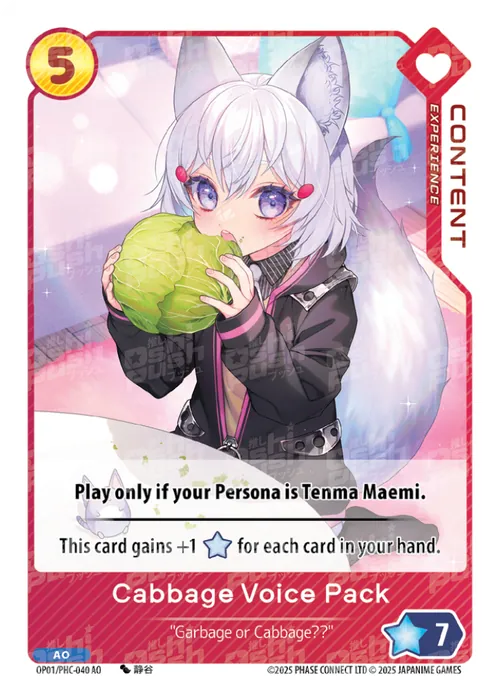 5
CONTENT
EXPERIENCE
Play only if your Persona is Tenma Maemi.
This card gains +1 for each card in your hand.
Cabbage Voice Pack
"Garbage or Cabbage??"
7
AO
OP01/PHC-040 AO
静谷
©2025 PHASE CONNECT LTD © 2025 JAPANIME GAMES